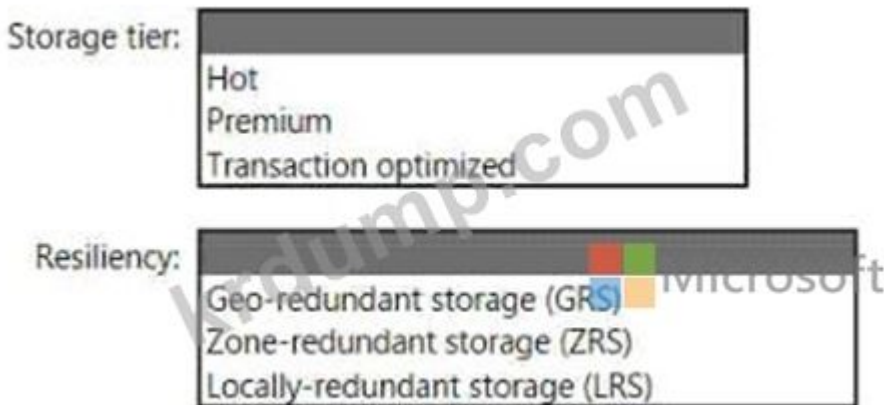 Storage tier:
Hot
Premium
Transaction optimized
Resiliency:
Geo-redundant storage (GRS)
Zone-redundant storage (ZRS)
Locally-redundant storage (LRS)
krdump.com
Microsoft